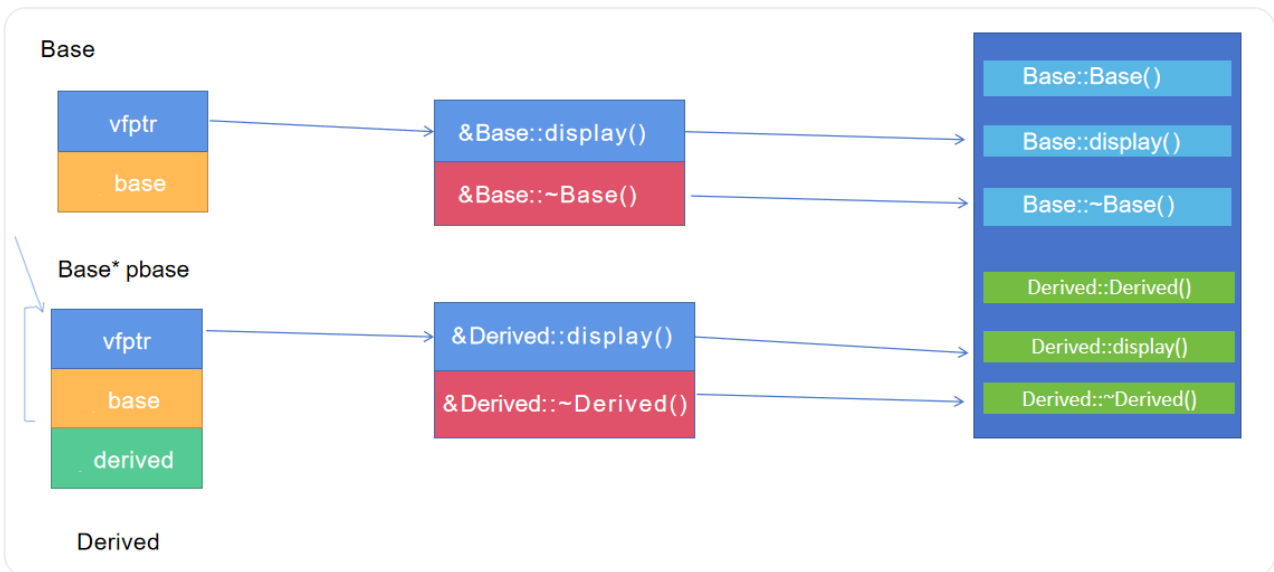 Base
vfptr
base
&Base::display()
&Base::~Base()
Base::Base()
Base::display()
Base::~Base()
Base* pbase
vfptr
base
derived
Derived
&Derived::display()
&Derived::~Derived()
Derived::Derived()
Derived::display()
Derived::~Derived()